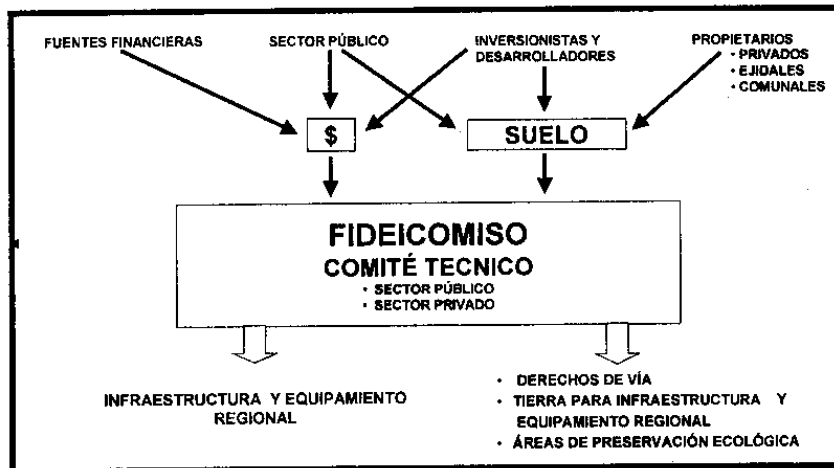 FUENTES FINANCIERAS
SECTOR PÚBLICO
INVERSIONISTAS Y
DESARROLLADORES
PROPIETARIOS
• PRIVADOS
• EJIDALES
• COMUNALES
$
SUELO
FIDEICOMISO
COMITÉ TECNICO
• SECTOR PÚBLICO
• SECTOR PRIVADO
INFRAESTRUCTURA Y EQUIPAMIENTO
REGIONAL
• DERECHOS DE VÍA
• TIERRA PARA INFRAESTRUCTURA Y
EQUIPAMIENTO REGIONAL
• ÁREAS DE PRESERVACIÓN ECOLÓGICA